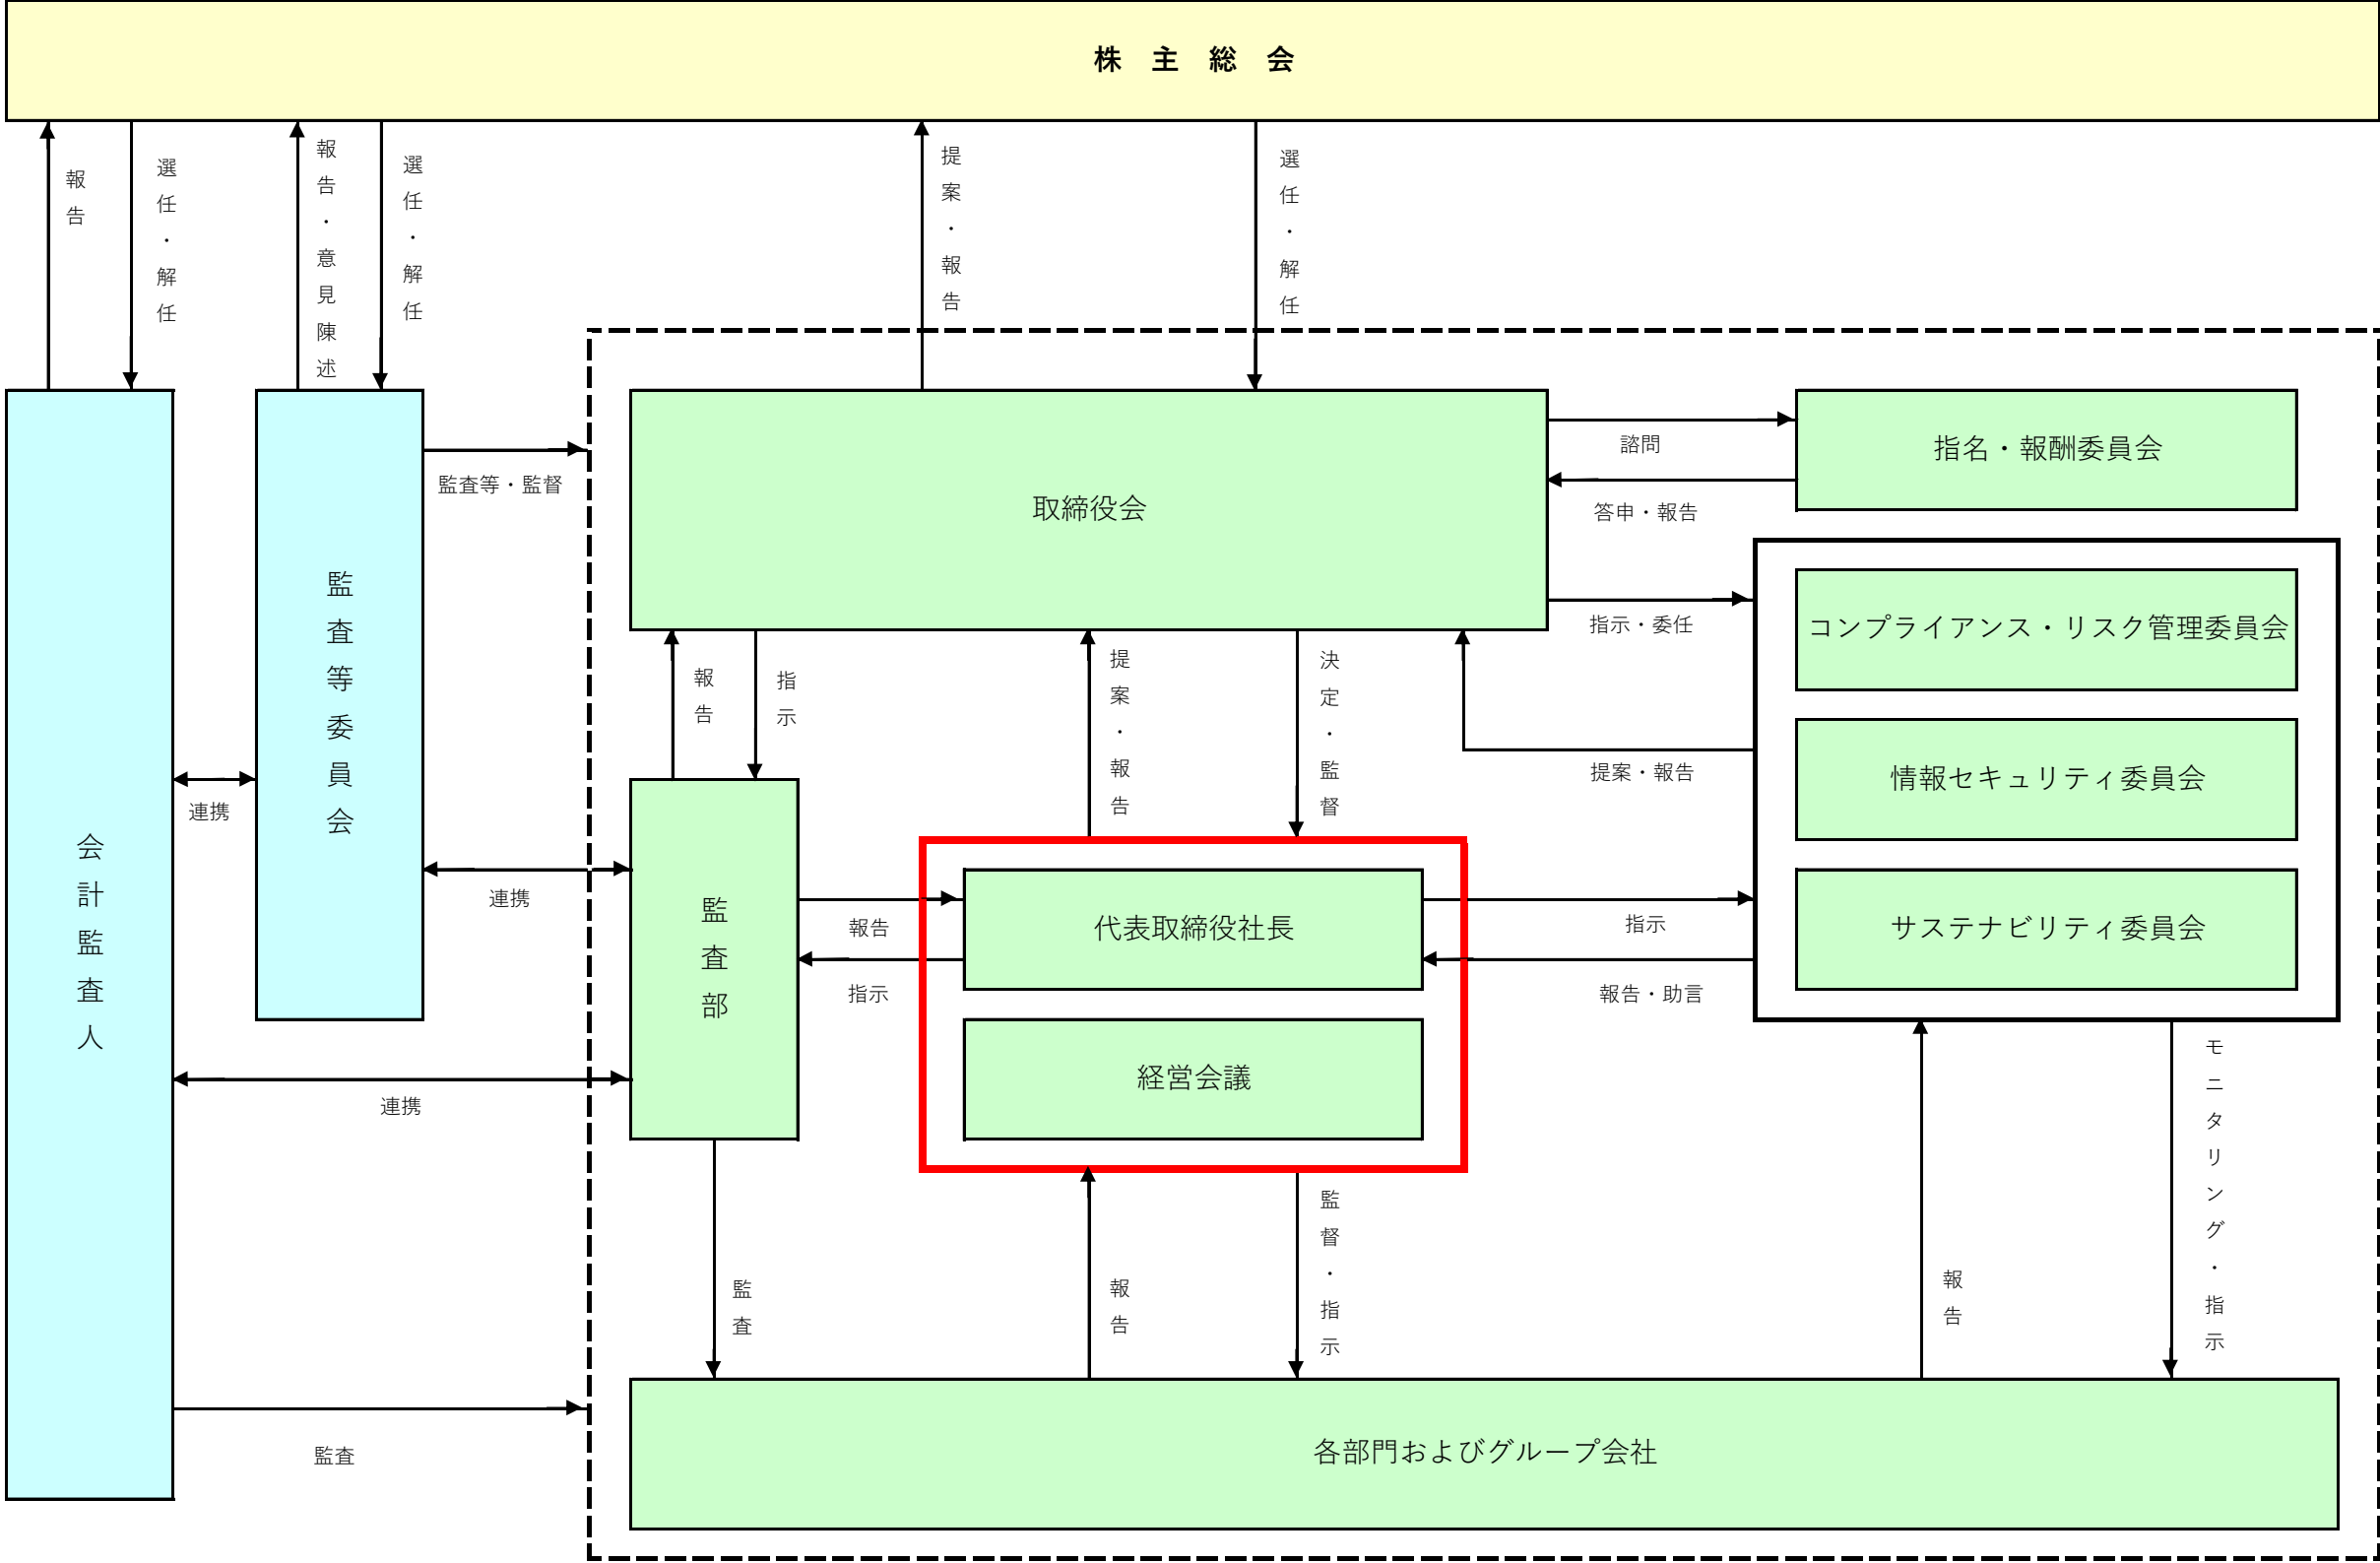 株主総会
報告
選任・解任
報告・意見陳述
選任・解任
提案・報告
選任・解任
会計監査人
監査等委員会
監査等・監督
取締役会
諮問
答申・報告
指名・報酬委員会
指示・委任
提案・報告
コンプライアンス・リスク管理委員会
情報セキュリティ委員会
サステナビリティ委員会
報告
指示
提案・報告
決定・監督
連携
連携
連携
監査部
報告
指示
代表取締役社長
経営会議
指示
報告・助言
監査
報告
監督・指示
報告
モニタリング・指示
監査
各部門およびグループ会社